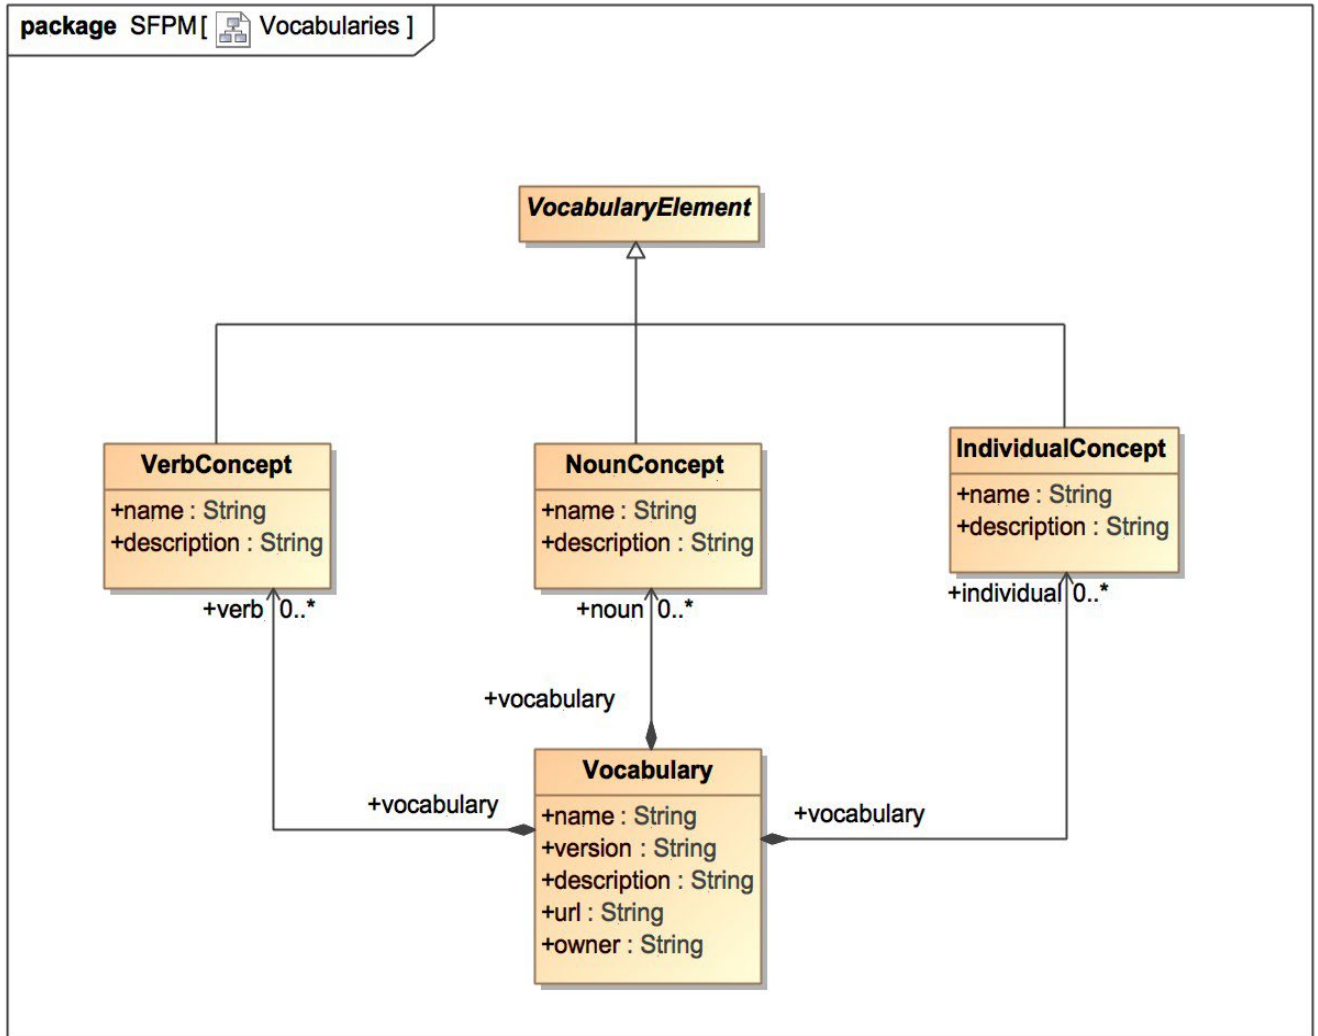 package SFPM[ Vocabularies ]
VocabularyElement
VerbConcept
+name : String
+description : String
NounConcept
+name : String
+description : String
IndividualConcept
+name : String
+description : String
+verb 0..*
+noun 0..*
+individual 0..*
+vocabulary
+vocabulary
+vocabulary
Vocabulary
+name : String
+version : String
+description : String
+url : String
+owner : String